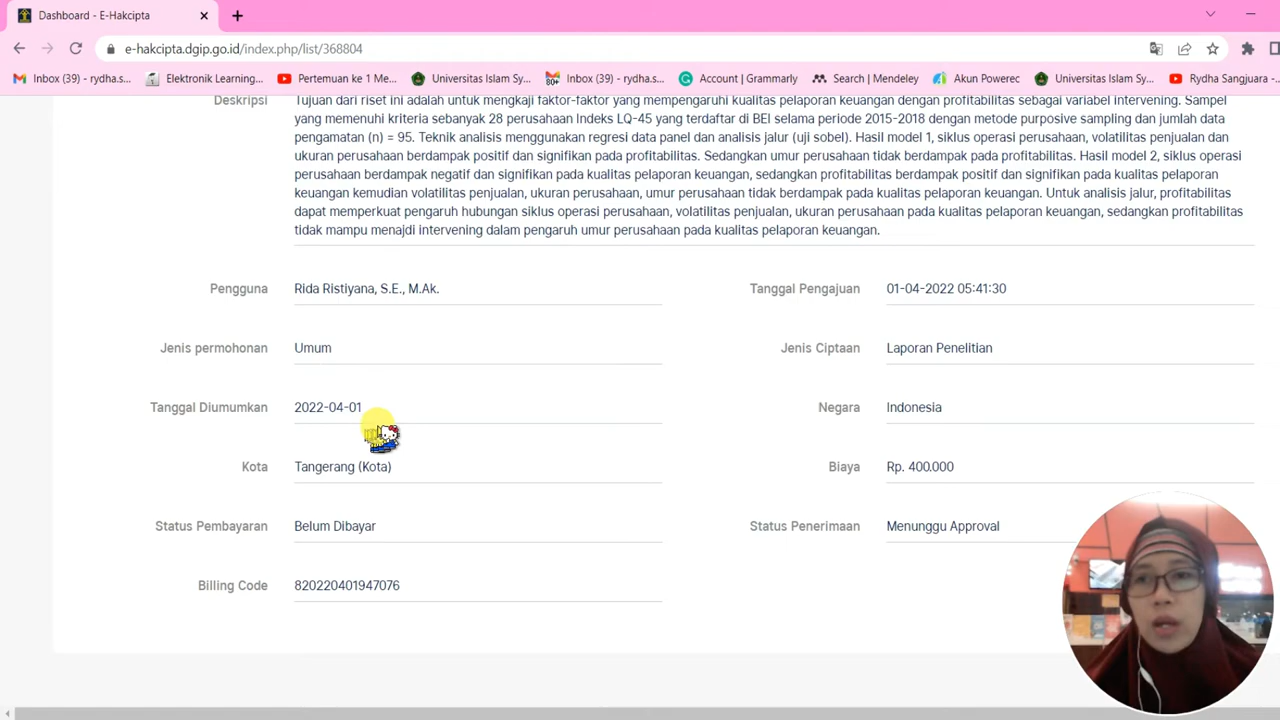 Dashboard - E-Hakcipta
e-hakcipta.dgip.go.id/index.php/list/368804
Inbox (39) - rydha.s... Elektronik Learning... Pertemuan ke 1 Me... Universitas Islam Sy... Inbox (39) - rydha.s... Account | Grammarly Search | Mendeley Akun Powerec Universitas Islam Sy... Rydha Sangjuara -...
80+
Deskripsi
Tujuan dari riset ini adalah untuk mengkaji faktor-faktor yang mempengaruhi kualitas pelaporan keuangan dengan profitabilitas sebagai variabel intervening. Sampel
yang memenuhi kriteria sebanyak 28 perusahaan Indeks LQ-45 yang terdaftar di BEI selama periode 2015-2018 dengan metode purposive sampling dan jumlah data
pengamatan (n) = 95. Teknik analisis menggunakan regresi data panel dan analisis jalur (uji sobel). Hasil model 1, siklus operasi perusahaan, volatilitas penjualan dan
ukuran perusahaan berdampak positif dan signifikan pada profitabilitas. Sedangkan umur perusahaan tidak berdampak pada profitabilitas. Hasil model 2, siklus operasi
perusahaan berdampak negatif dan signifikan pada kualitas pelaporan keuangan, sedangkan profitabilitas berdampak positif dan signifikan pada kualitas pelaporan
keuangan kemudian volatilitas penjualan, ukuran perusahaan, umur perusahaan tidak berdampak pada kualitas pelaporan keuangan. Untuk analisis jalur, profitabilitas
dapat memperkuat pengaruh hubungan siklus operasi perusahaan, volatilitas penjualan, ukuran perusahaan pada kualitas pelaporan keuangan, sedangkan profitabilitas
tidak mampu menajdi intervening dalam pengaruh umur perusahaan pada kualitas pelaporan keuangan.
Pengguna Rida Ristiyana, S.E., M.Ak. Tanggal Pengajuan 01-04-2022 05:41:30
Jenis permohonan Umum Jenis Ciptaan Laporan Penelitian
Tanggal Diumumkan 2022-04-01 Negara Indonesia
Kota Tangerang (Kota) Biaya Rp. 400.000
Status Pembayaran Belum Dibayar Status Penerimaan Menunggu Approval
Billing Code 820220401947076